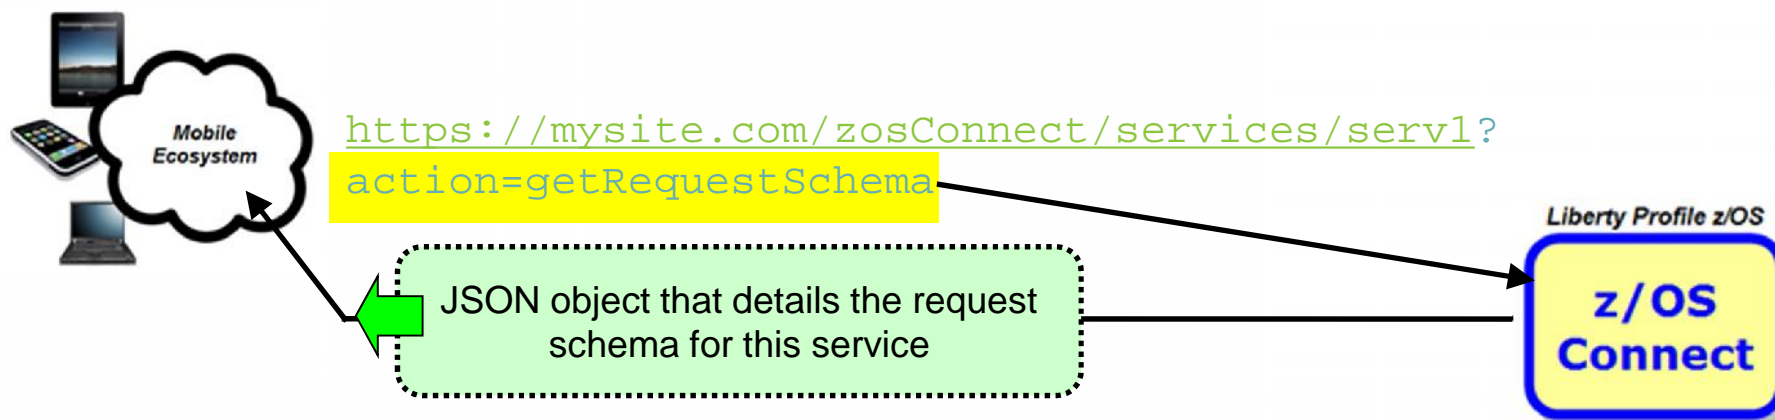 Mobile
Ecosystem
https://mysite.com/zosConnect/services/serv1?
action=getRequestSchema
Liberty Profile z/OS
JSON object that details the request
schema for this service
z/OS
Connect